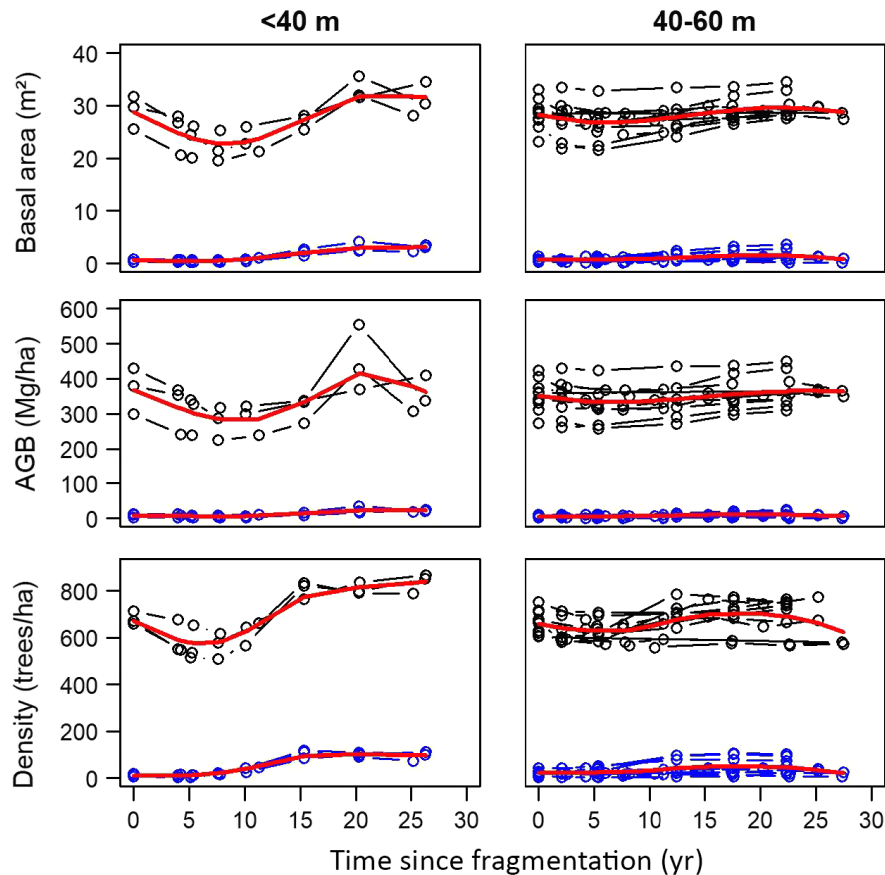 <40 m 40-60 m
Basal area (m²)
40
30
20
10
0
AGB (Mg/ha)
600
500
400
300
200
100
0
Density (trees/ha)
800
600
400
200
0
0 5 10 15 20 25 30 0 5 10 15 20 25 30
Time since fragmentation (yr)